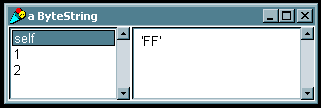 a ByteString
self
1
2
'FF'